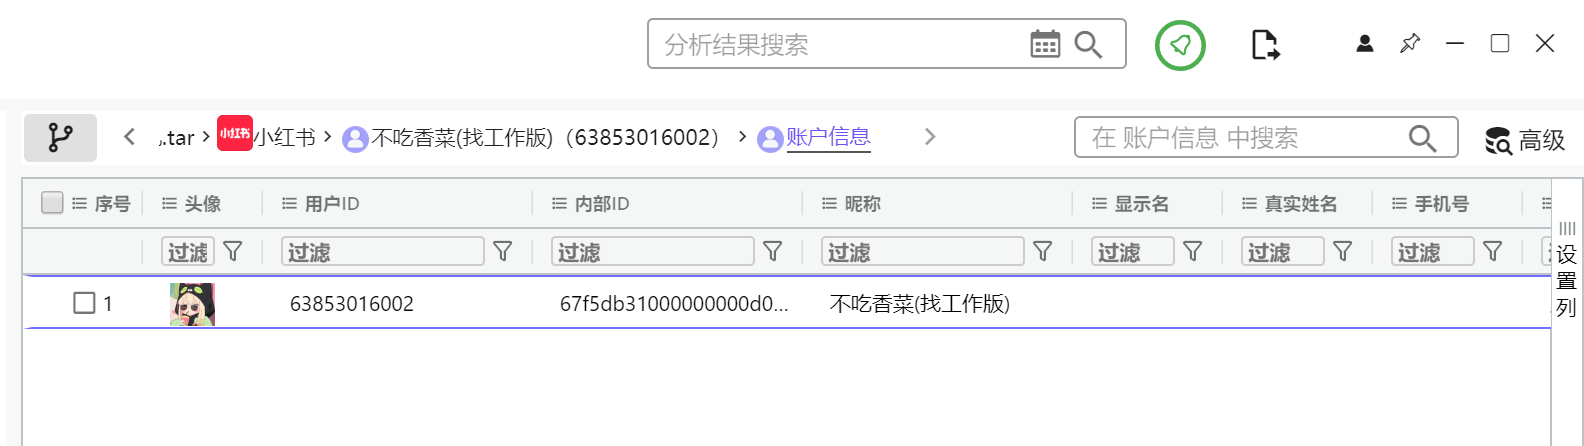 分析结果搜索
.tar 小红书 小红书 不吃香菜(找工作版)（63853016002） 账户信息
在 账户信息 中搜索
高级
序号 头像 用户ID 内部ID 昵称 显示名 真实姓名 手机号
过滤 过滤 过滤 过滤 过滤 过滤 过滤
1 63853016002 67f5db31000000000d0... 不吃香菜(找工作版)
设置列